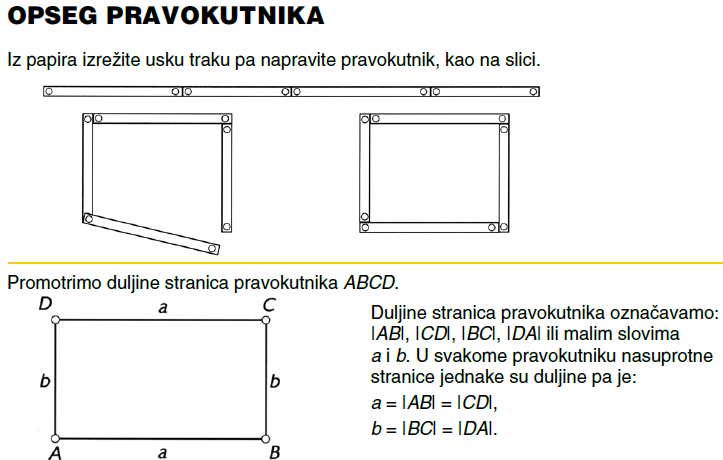 OPSEG PRAVOKUTNIKA
Iz papira izrežite usku traku pa napravite pravokutnik, kao na slici.
Promotrimo duljine stranica pravokutnika ABCD.
D a C
b b
A a B
Duljine stranica pravokutnika označavamo:
|AB|, |CD|, |BC|, |DA| ili malim slovima
a i b. U svakome pravokutniku nasuprotne
stranice jednake su duljine pa je:
a = |AB| = |CD|,
b = |BC| = |DA|.